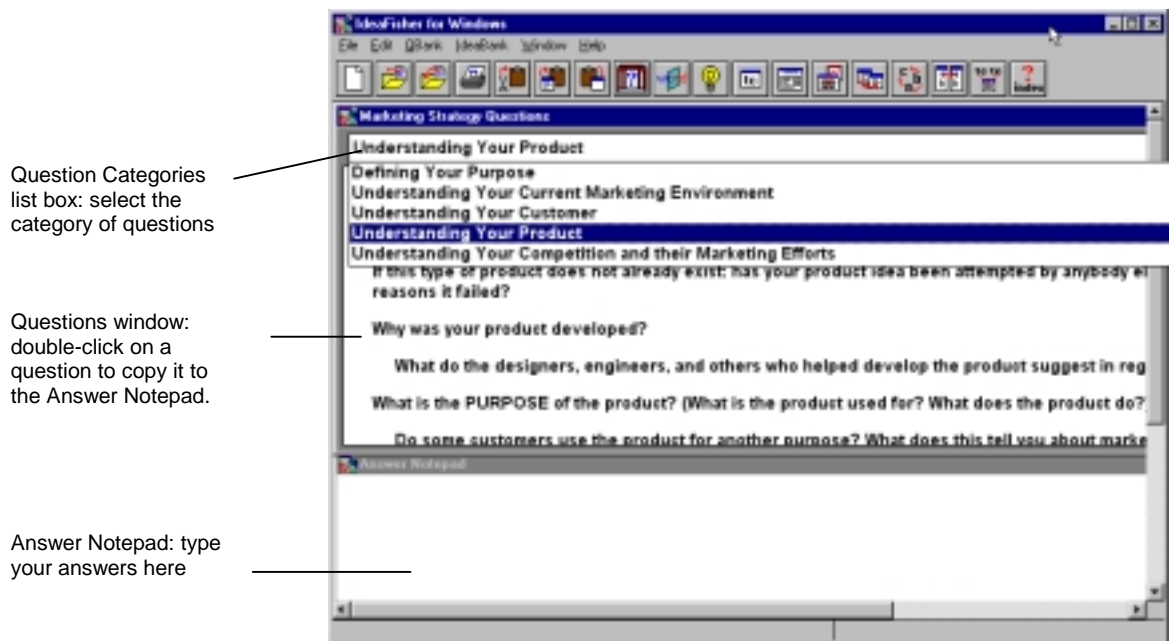 IdeaFisher for Windows
File Edit QBank IdeaBank Window Help
index
Marketing Strategy Questions
Understanding Your Product
Question Categories
list box: select the
category of questions
Defining Your Purpose
Understanding Your Current Marketing Environment
Understanding Your Customer
Understanding Your Product
Understanding Your Competition and their Marketing Efforts
If this type of product does not already exist; has your product idea been attempted by anybody el
reasons it failed?
Questions window:
double-click on a
question to copy it to
the Answer Notepad.
Why was your product developed?
What do the designers, engineers, and others who helped develop the product suggest in reg
What is the PURPOSE of the product? (What is the product used for? What does the product do?
Do some customers use the product for another purpose? What does this tell you about marke
Answer Notepad
Answer Notepad: type
your answers here